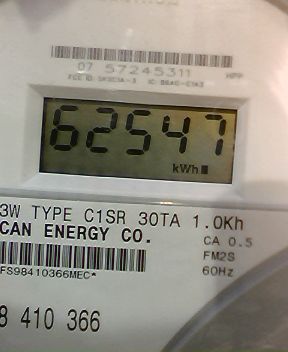 07 57245311 HPP
62547
kWh
3W TYPE C1SR 30TA 1.0Kh
CAN ENERGY CO. CA 0.5
FM2S
FS98410366MEC* 60Hz
8 410 366